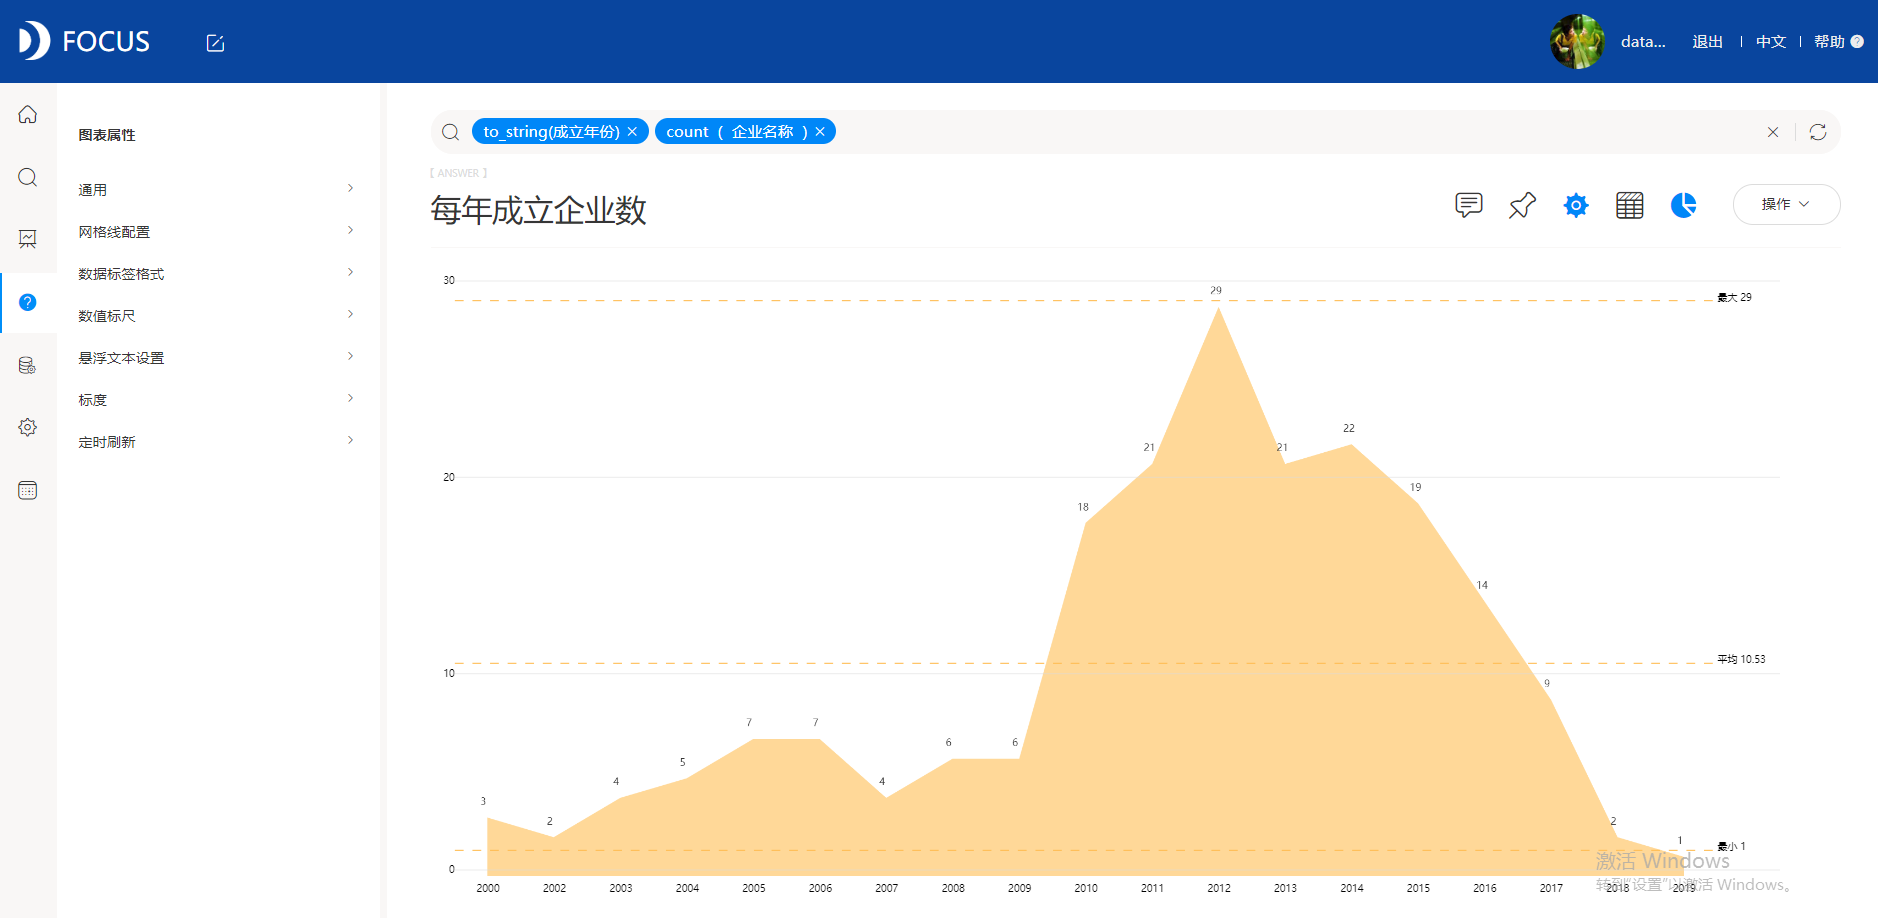 FOCUS
data...
退出
中文
帮助 ?
图表属性
通用
网格线配置
数据标签格式
数值标尺
悬浮文本设置
标度
定时刷新
to_string(成立年份) ×
count ( 企业名称 ) ×
[ ANSWER ]
每年成立企业数
操作
30
20
10
0
最大 29
平均 10.53
最小 1
3
2
4
5
7
7
4
6
6
18
21
29
21
22
19
14
9
2
1
2000
2002
2003
2004
2005
2006
2007
2008
2009
2010
2011
2012
2013
2014
2015
2016
2017
2018
2019
激活 Windows
转到"设置"以激活 Windows。